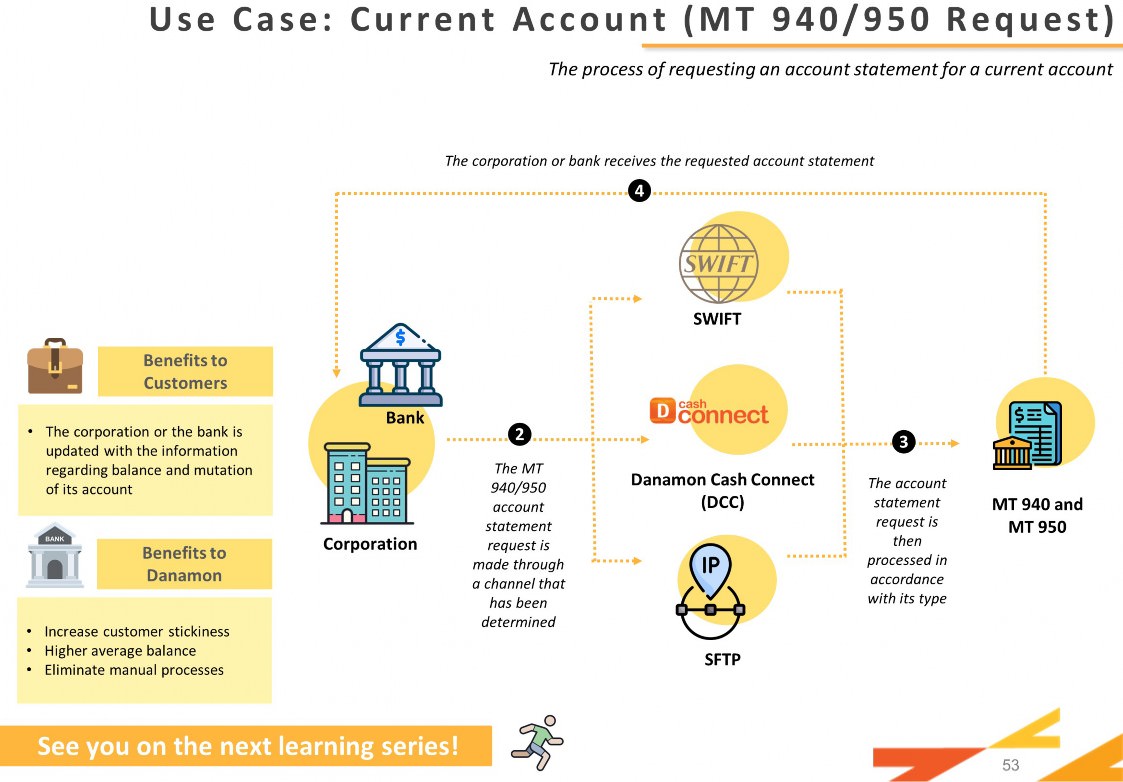 Use Case: Current Account (MT 940/950 Request)
The process of requesting an account statement for a current account
The corporation or bank receives the requested account statement
4
SWIFT
SWIFT
Benefits to
Customers
• The corporation or the bank is
updated with the information
regarding balance and mutation
of its account
BANK
Benefits to
Danamon
• Increase customer stickiness
• Higher average balance
• Eliminate manual processes
$
Bank
Corporation
2
The MT
940/950
account
statement
request is
made through
a channel that
has been
determined
D cash
connect
Danamon Cash Connect
(DCC)
IP
SFTP
3
The account
statement
request is
then
processed in
accordance
with its type
$
MT 940 and
MT 950
See you on the next learning series!
53